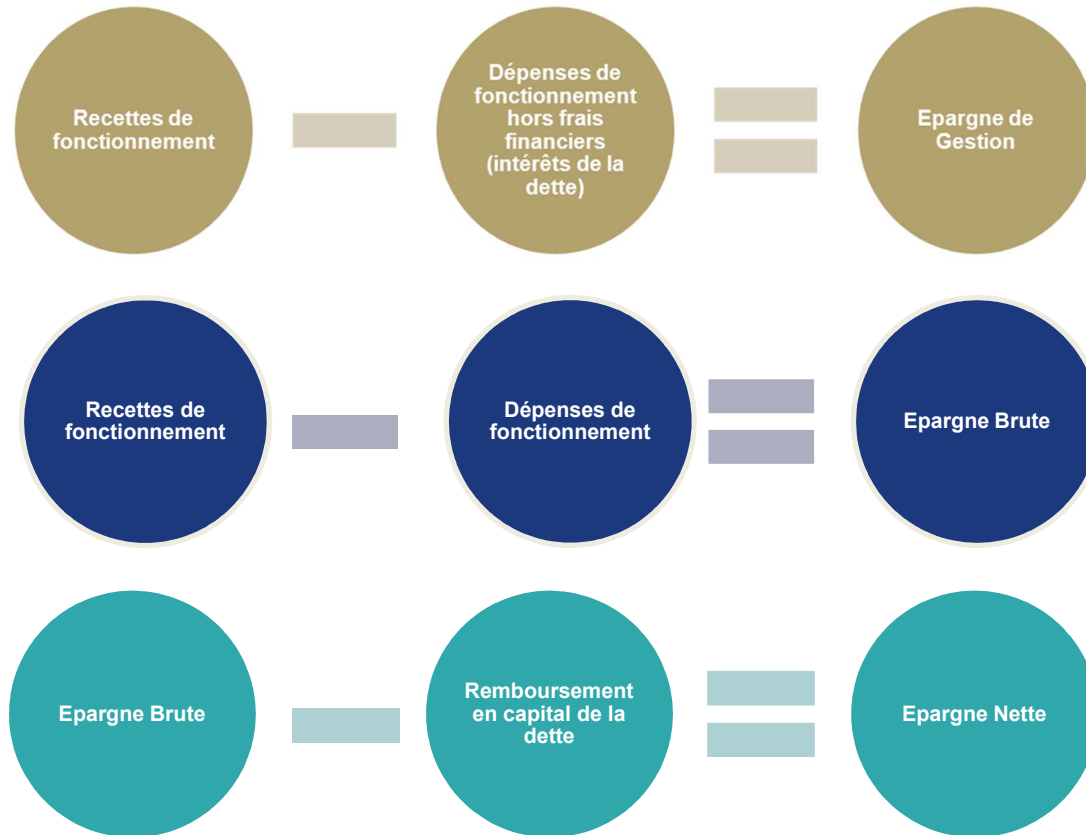 Recettes de
fonctionnement
Dépenses de
fonctionnement
hors frais
financiers
(intérêts de la
dette)
Epargne de
Gestion
Recettes de
fonctionnement
Dépenses de
fonctionnement
Epargne Brute
Epargne Brute
Remboursement
en capital de la
dette
Epargne Nette